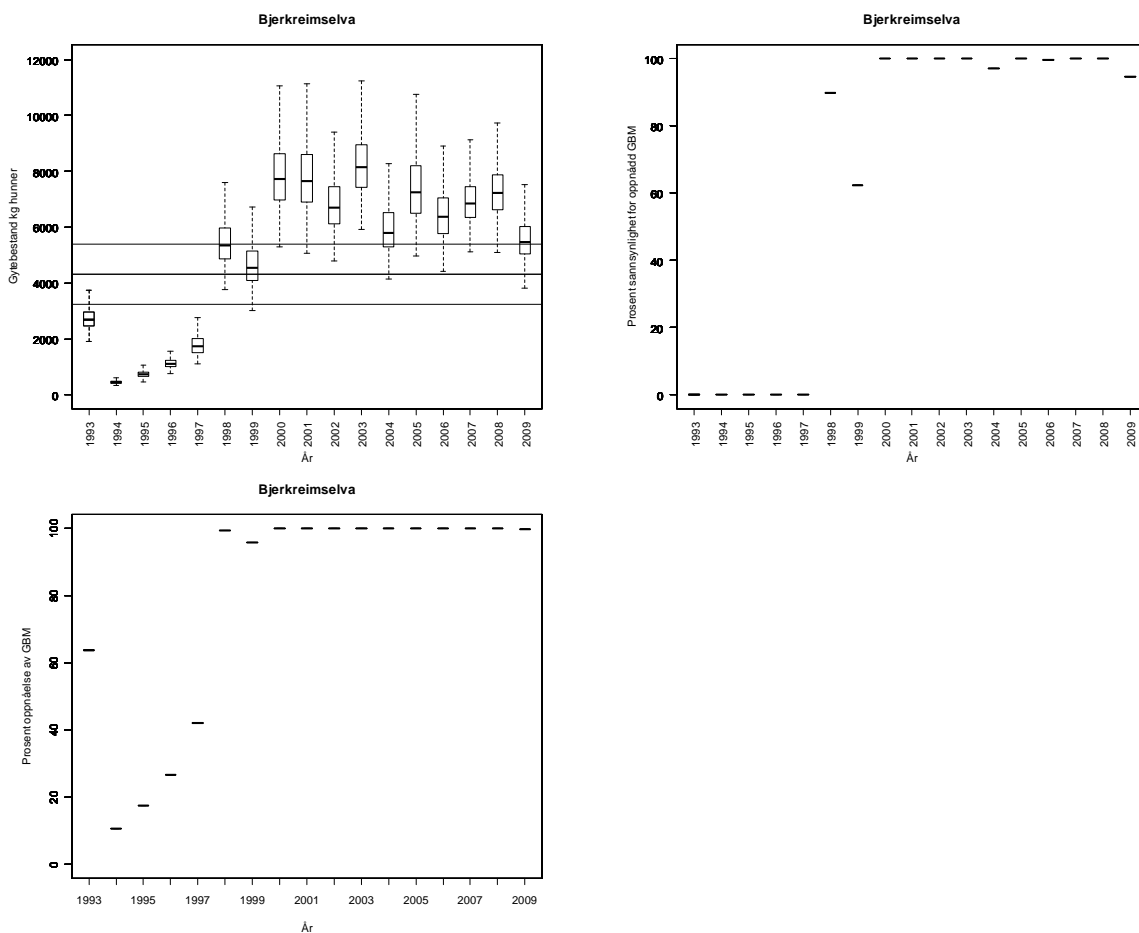 Bjerkreimselva
Gytebestand kg hunner
12000
10000
8000
6000
4000
2000
0
1993 1994 1995 1996 1997 1998 1999 2000 2001 2002 2003 2004 2005 2006 2007 2008 2009
År
Bjerkreimselva
Prosent sannsynlighet for oppnådd GBM
100
80
60
40
20
0
1993 1994 1995 1996 1997 1998 1999 2000 2001 2002 2003 2004 2005 2006 2007 2008 2009
År
Bjerkreimselva
Prosent oppnåelse av GBM
100
80
60
40
20
0
1993 1995 1997 1999 2001 2003 2005 2007 2009
År